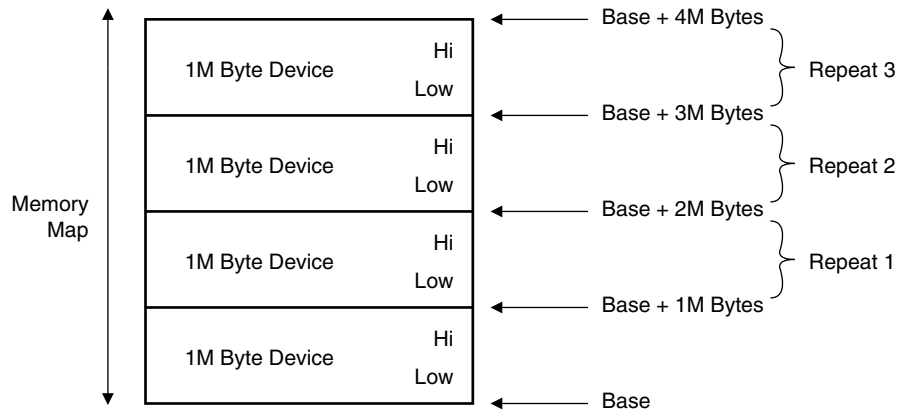 Base + 4M Bytes
Hi
1M Byte Device
Low
Repeat 3
Base + 3M Bytes
Hi
1M Byte Device
Low
Repeat 2
Memory
Map
Base + 2M Bytes
Hi
1M Byte Device
Low
Repeat 1
Base + 1M Bytes
Hi
1M Byte Device
Low
Base